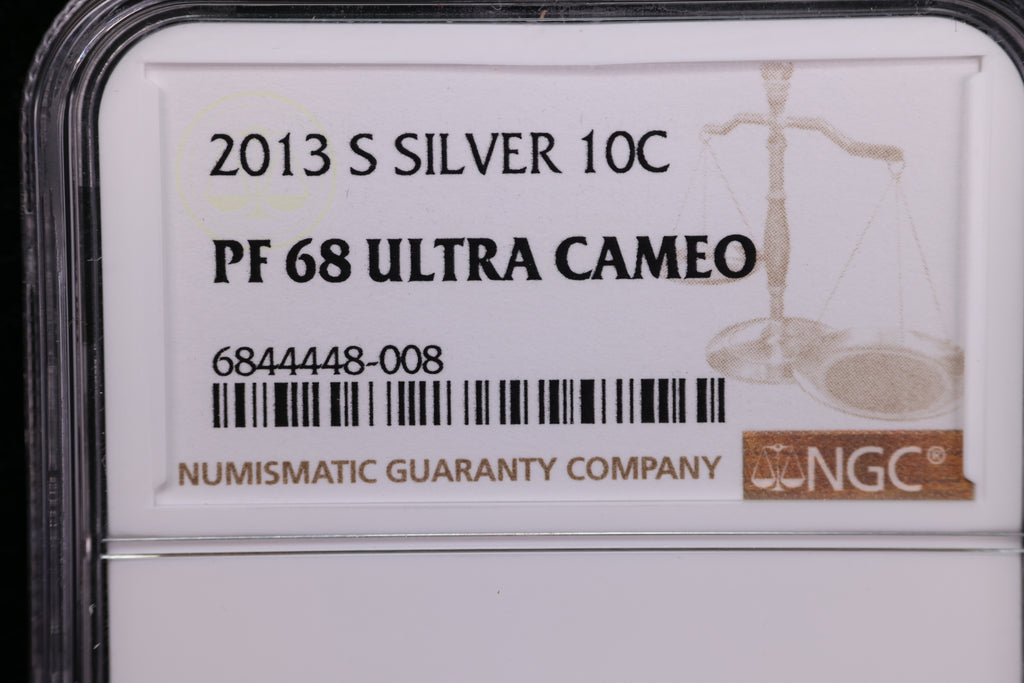 2013 S SILVER 10C
PF 68 ULTRA CAMEO
6844448-008
NUMISMATIC GUARANTY COMPANY
NGC®